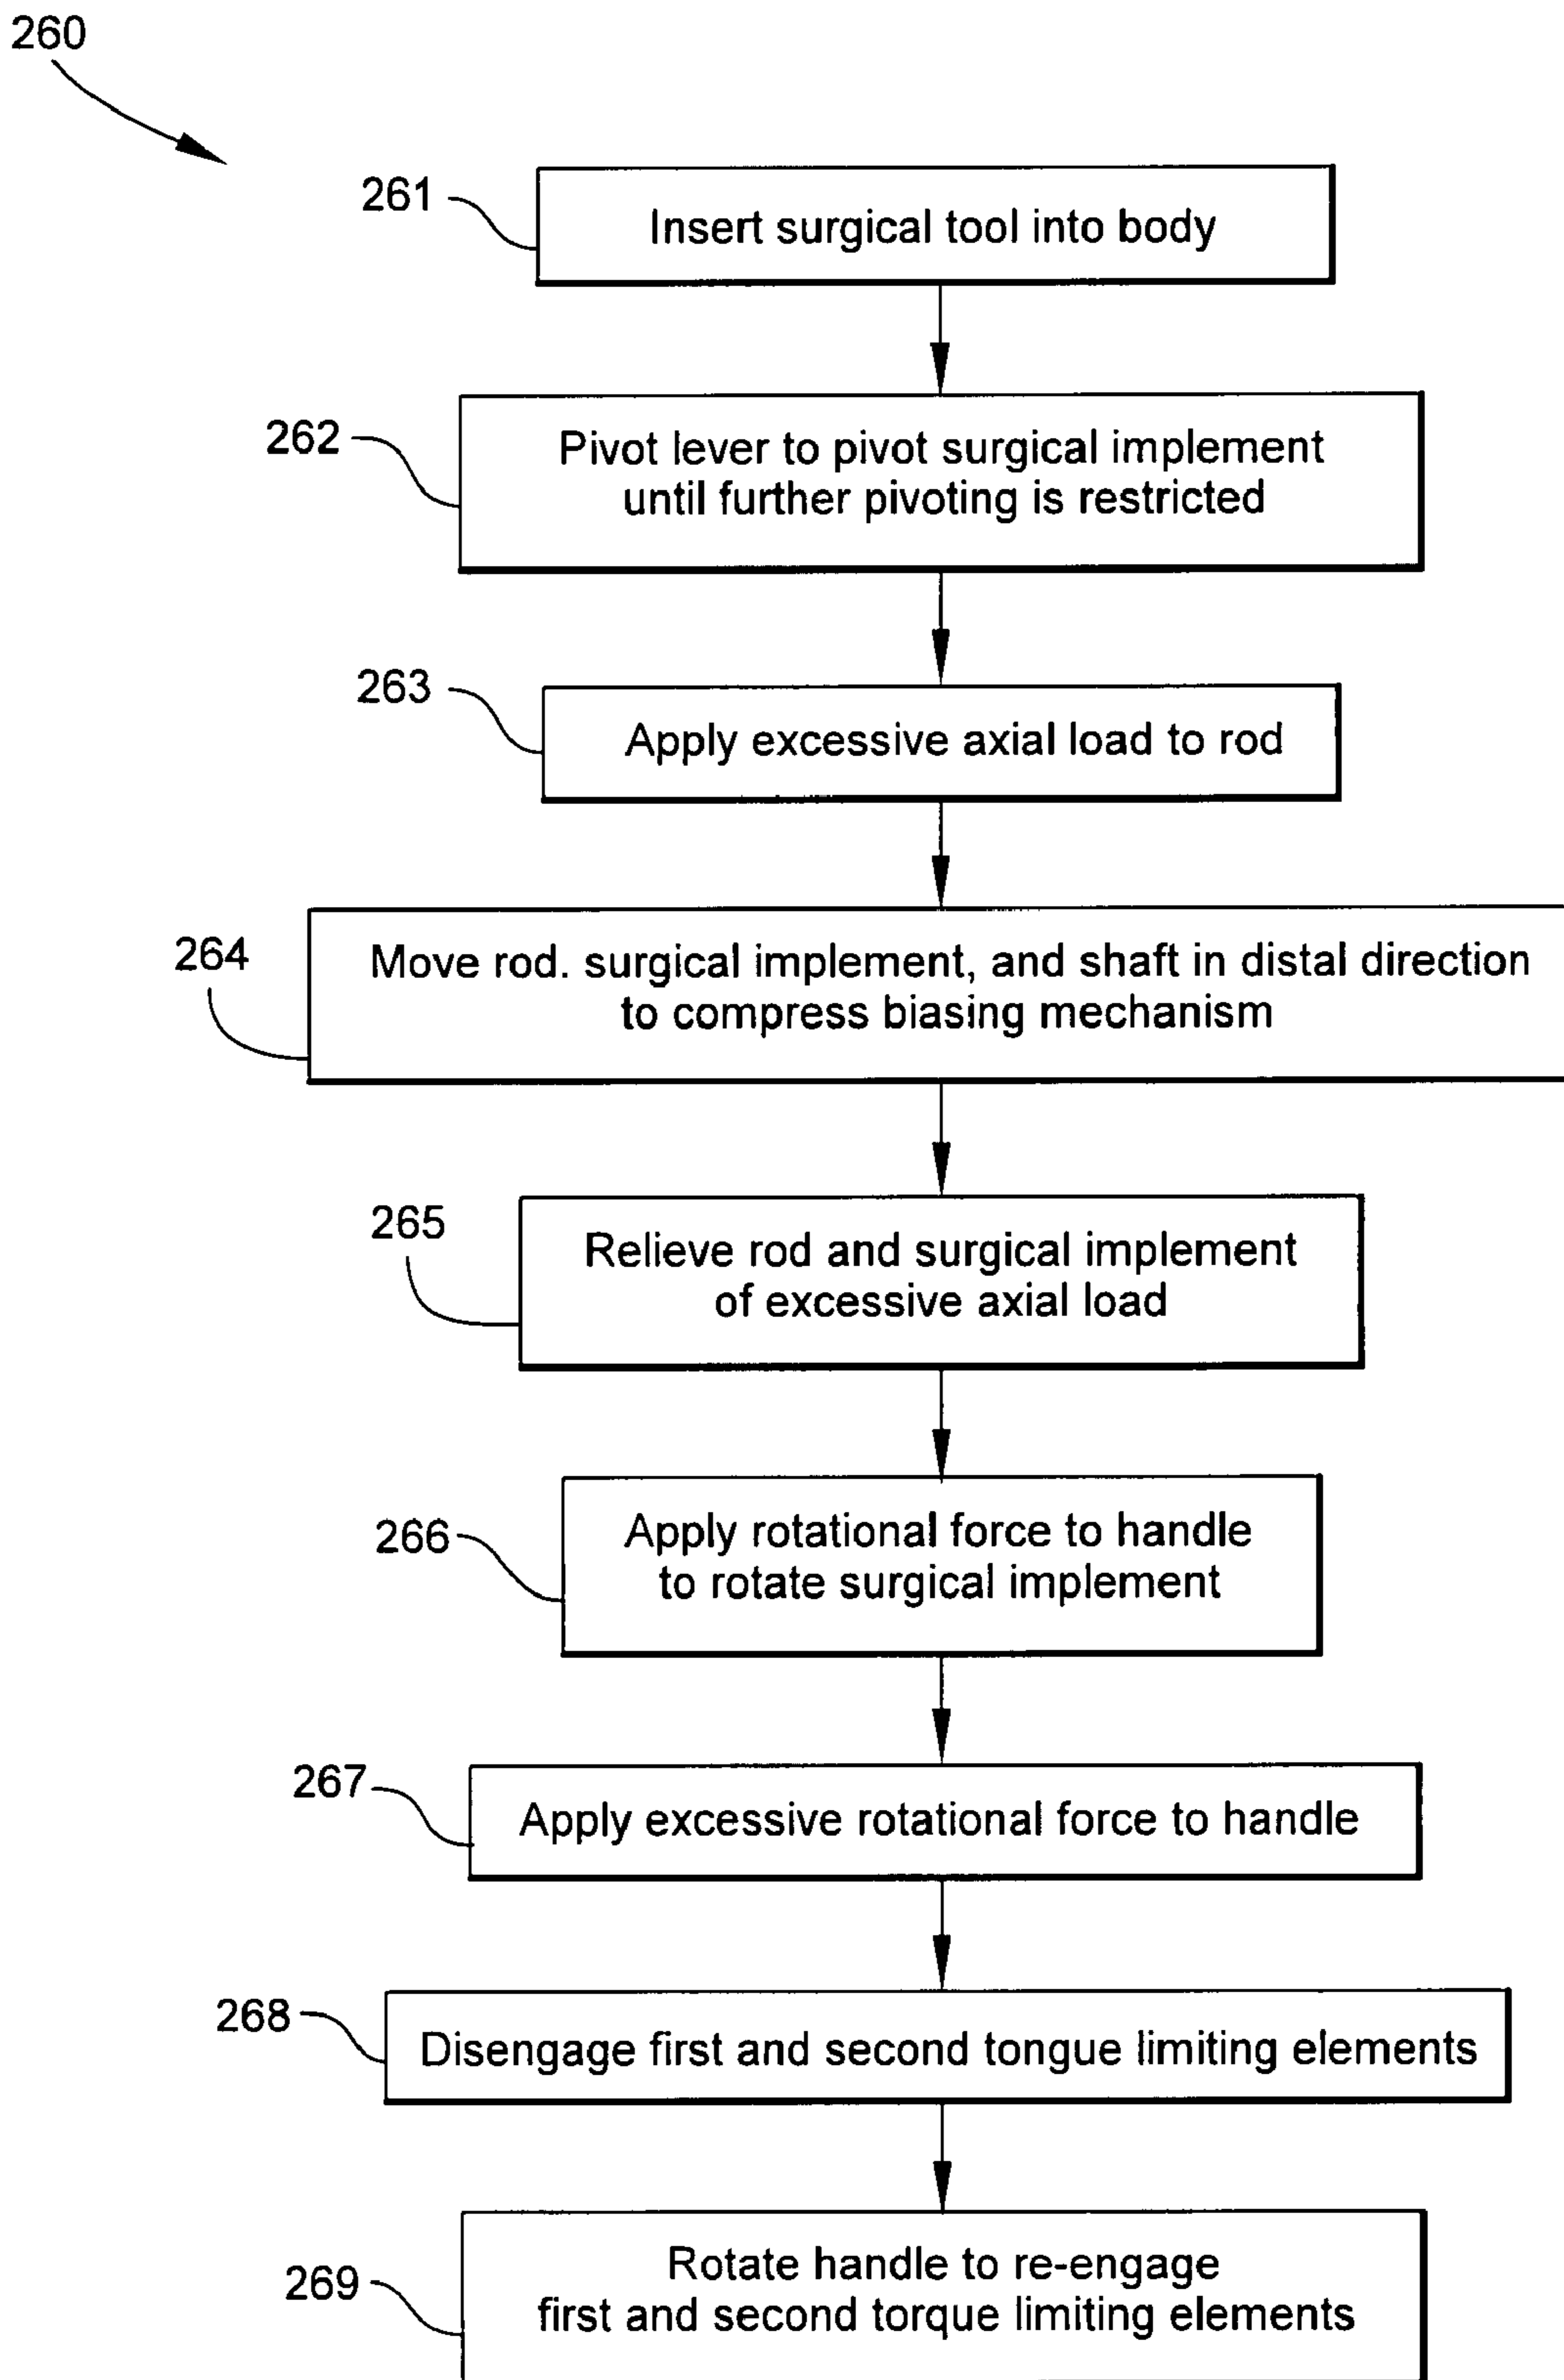 260
261
Insert surgical tool into body
262
Pivot lever to pivot surgical implement
until further pivoting is restricted
263
Apply excessive axial load to rod
264
Move rod. surgical implement, and shaft in distal direction
to compress biasing mechanism
265
Relieve rod and surgical implement
of excessive axial load
266
Apply rotational force to handle
to rotate surgical implement
267
Apply excessive rotational force to handle
268
Disengage first and second tongue limiting elements
269
Rotate handle to re-engage
first and second torque limiting elements